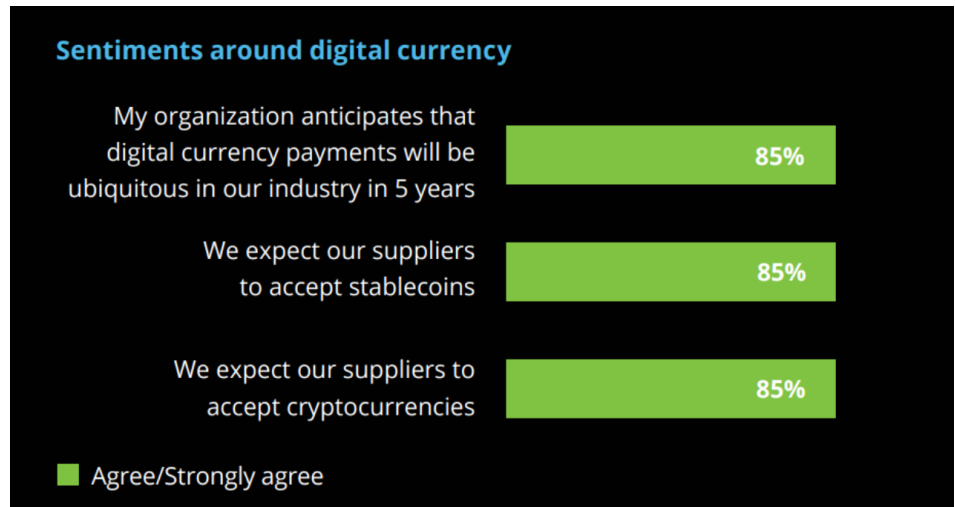 Sentiments around digital currency
My organization anticipates that
digital currency payments will be
ubiquitous in our industry in 5 years
85%
We expect our suppliers
to accept stablecoins
85%
We expect our suppliers to
accept cryptocurrencies
85%
Agree/Strongly agree